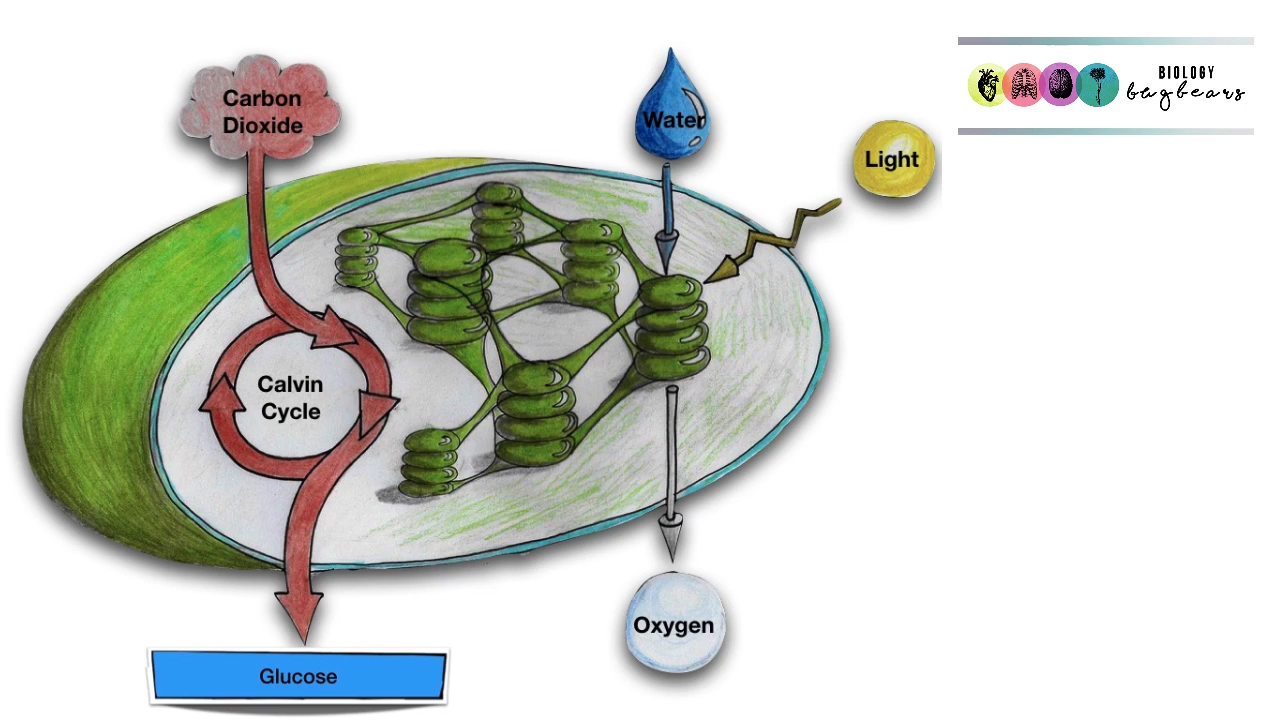 Carbon
Dioxide
Water
Light
BIOLOGY
bugbears
Calvin
Cycle
Oxygen
Glucose